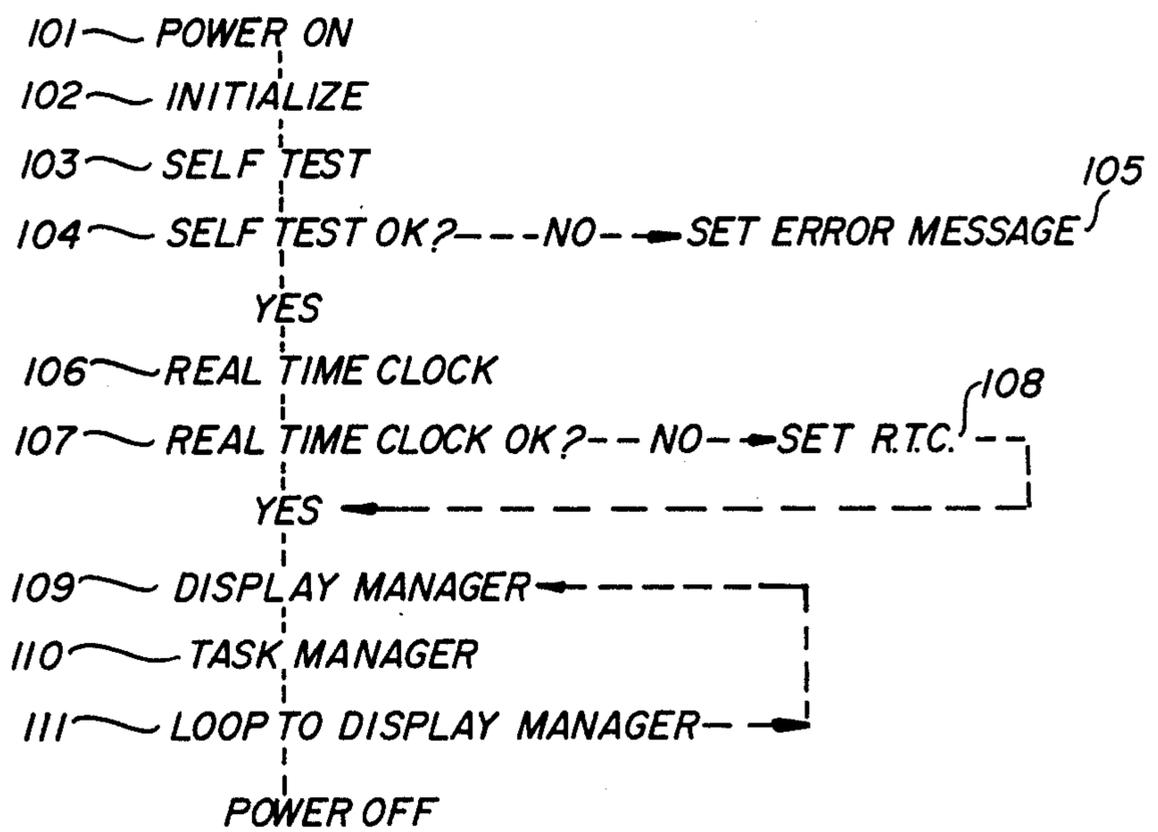 101 POWER ON
102 INITIALIZE
103 SELF TEST
104 SELF TEST OK? NO SET ERROR MESSAGE 105
YES
106 REAL TIME CLOCK
107 REAL TIME CLOCK OK? NO SET R.T.C. 108
YES
109 DISPLAY MANAGER
110 TASK MANAGER
111 LOOP TO DISPLAY MANAGER
POWER OFF